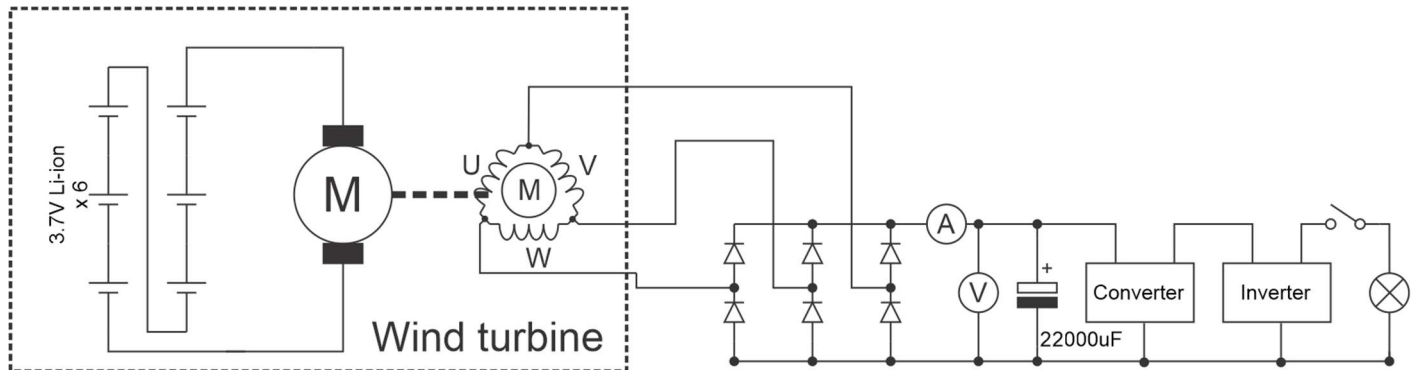 3.7V Li-ion
x 6
M
U
V
M
W
Wind turbine
A
V
+
22000uF
Converter
Inverter